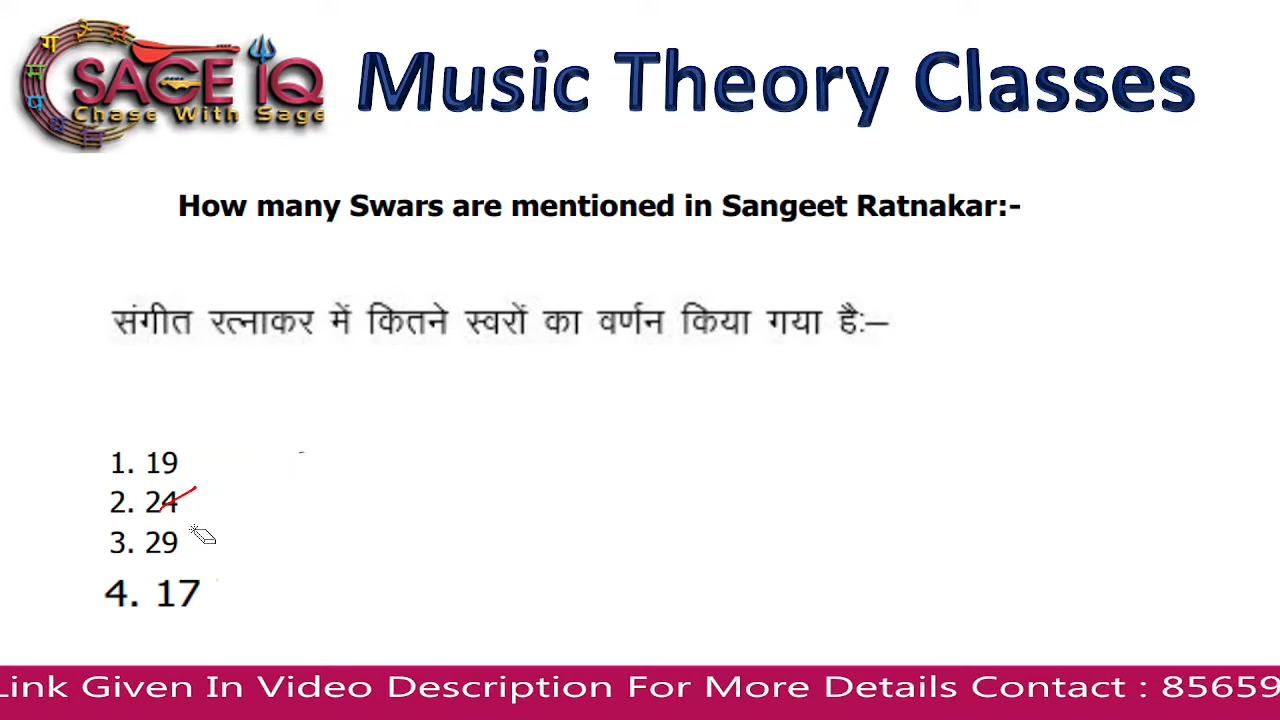 ग रे स
म
प
ध
नि
SAGE IQ
Chase With Sage
Music Theory Classes
How many Swars are mentioned in Sangeet Ratnakar:-
संगीत रत्नाकर में कितने स्वरों का वर्णन किया गया है:–
1. 19
2. 24
3. 29
4. 17
Link Given In Video Description For More Details Contact : 85659